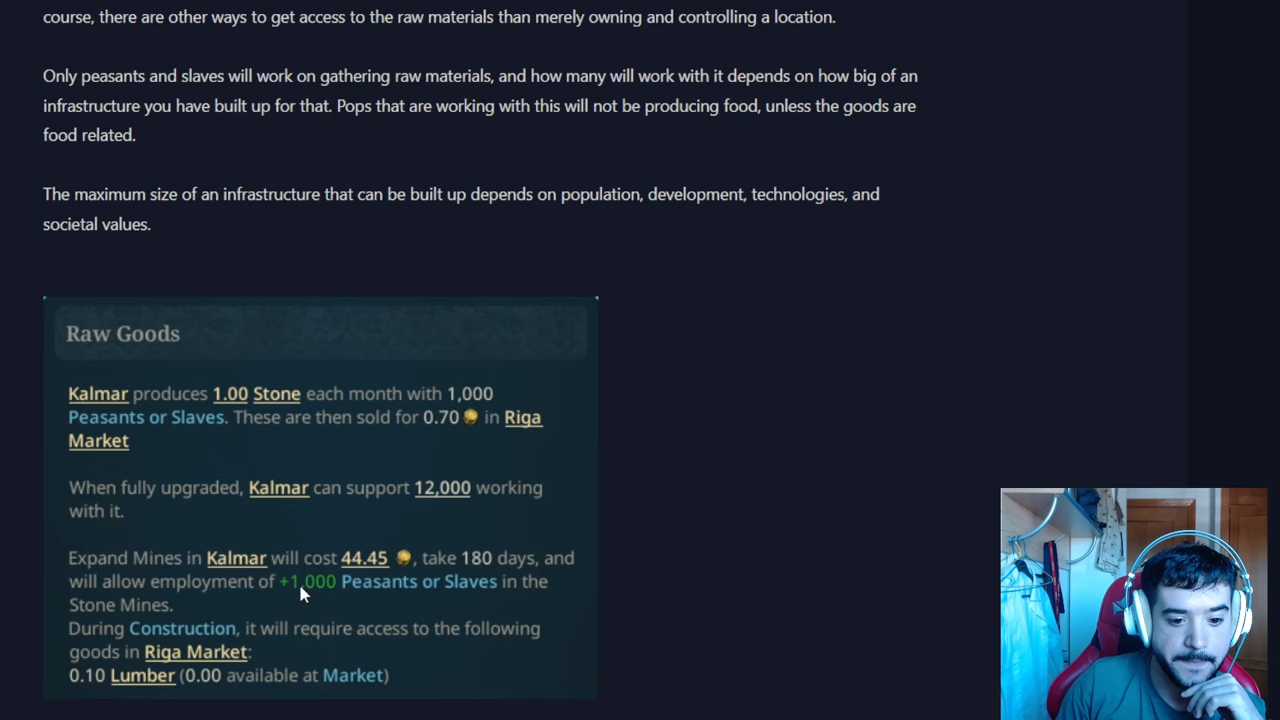 course, there are other ways to get access to the raw materials than merely owning and controlling a location.
Only peasants and slaves will work on gathering raw materials, and how many will work with it depends on how big of an
infrastructure you have built up for that. Pops that are working with this will not be producing food, unless the goods are
food related.
The maximum size of an infrastructure that can be built up depends on population, development, technologies, and
societal values.
Raw Goods
Kalmar produces 1.00 Stone each month with 1,000
Peasants or Slaves. These are then sold for 0.70 in Riga
Market
When fully upgraded, Kalmar can support 12,000 working
with it.
Expand Mines in Kalmar will cost 44.45 , take 180 days, and
will allow employment of +1,000 Peasants or Slaves in the
Stone Mines.
During Construction, it will require access to the following
goods in Riga Market:
0.10 Lumber (0.00 available at Market)